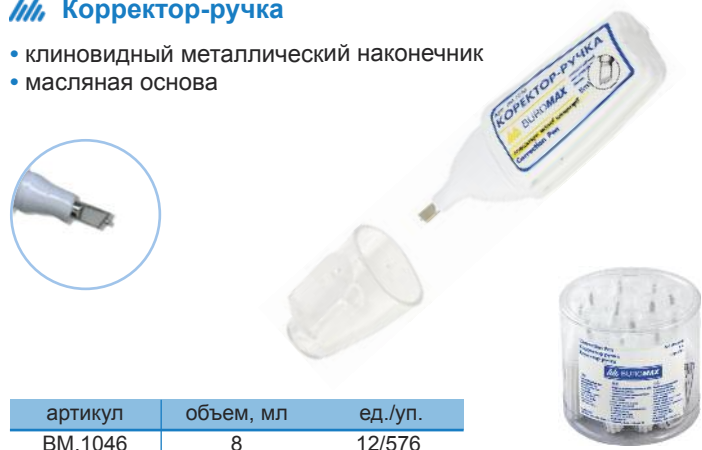 Корректор-ручка
• клиновидный металлический наконечник
• масляная основа
КОРЕКТОР-РУЧКА
BUROMAX
Correction Pen
BUROMAX
артикул	объем, мл	ед./уп.
BM.1046	8	12/576